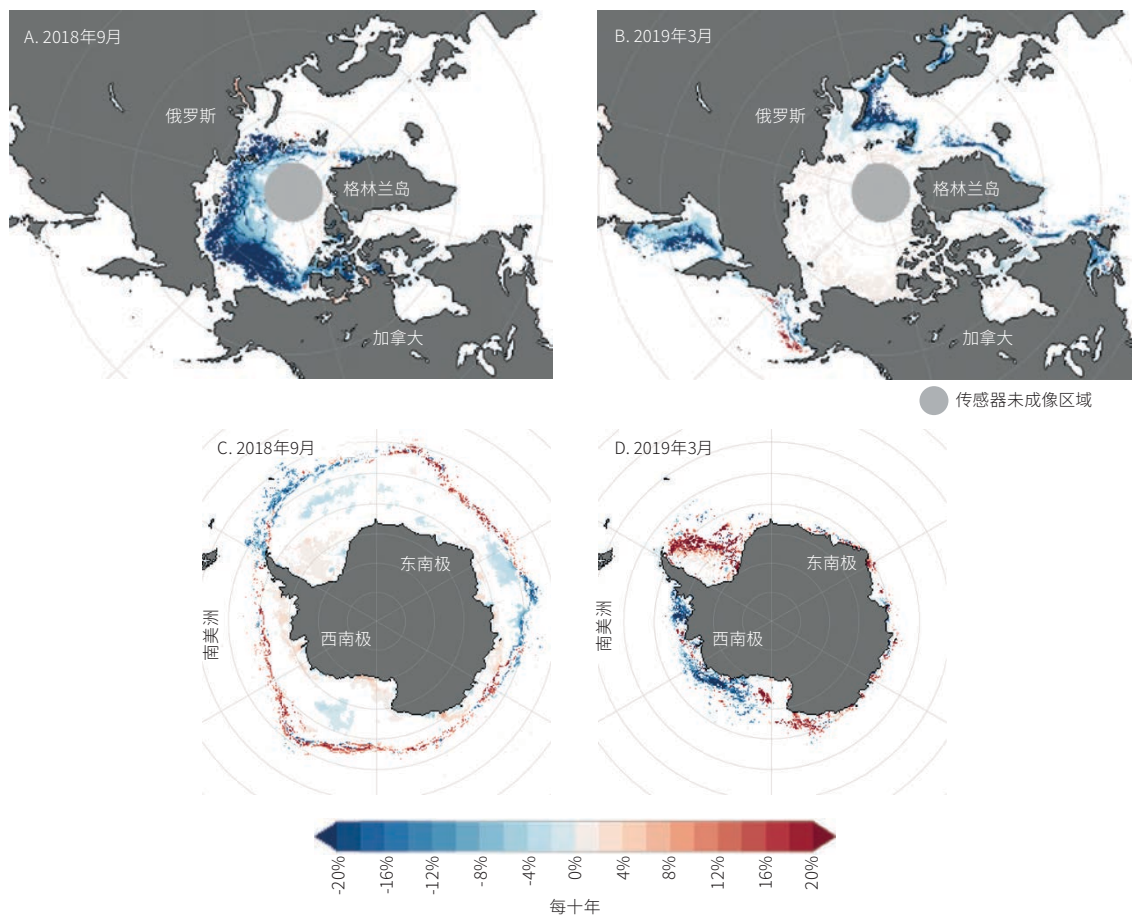 A. 2018年9月
俄罗斯
格林兰岛
加拿大
B. 2019年3月
俄罗斯
格林兰岛
加拿大
传感器未成像区域
C. 2018年9月
东南极
西南极
南美洲
D. 2019年3月
东南极
西南极
南美洲
-20%
-16%
-12%
-8%
-4%
0%
4%
8%
12%
16%
20%
每十年